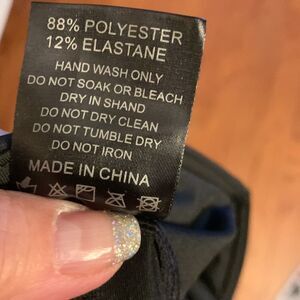 88% POLYESTER
12% ELASTANE
HAND WASH ONLY
DO NOT SOAK OR BLEACH
DRY IN SHAND
DO NOT DRY CLEAN
DO NOT TUMBLE DRY
DO NOT IRON
MADE IN CHINA